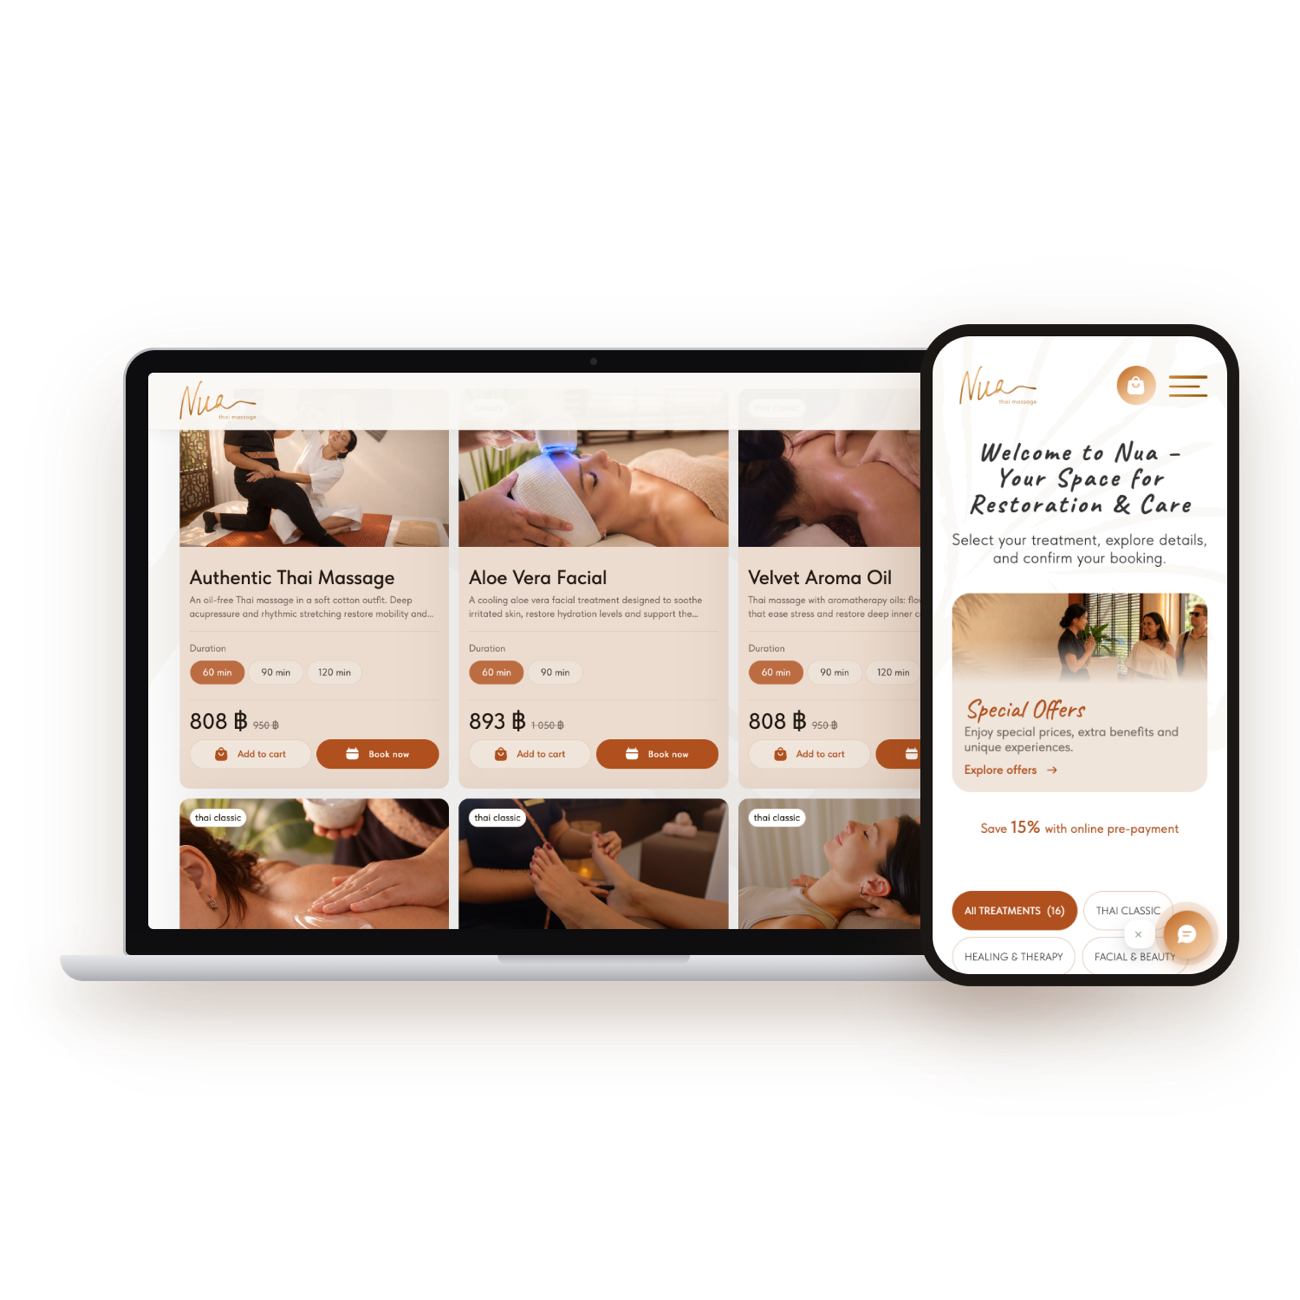 Nua
thai massage
beauty
thai classic
Authentic Thai Massage
An oil-free Thai massage in a soft cotton outfit. Deep
acupressure and rhythmic stretching restore mobility and...
Duration
60 min
90 min
120 min
808 ฿ 950 ฿
Add to cart
Book now
Aloe Vera Facial
A cooling aloe vera facial treatment designed to soothe
irritated skin, restore hydration levels and support the...
Duration
60 min
90 min
893 ฿ 1 050 ฿
Add to cart
Book now
Velvet Aroma Oil
Thai massage with aromatherapy oils:
that ease stress and restore deep inner
Duration
60 min
90 min
120 min
808 ฿ 950 ฿
Add to cart
thai classic
thai classic
thai classic
Nua
thai massage
Welcome to Nua –
Your Space for
Restoration & Care
Select your treatment, explore details,
and confirm your booking.
Special Offers
Enjoy special prices, extra benefits and
unique experiences.
Explore offers →
Save 15% with online pre-payment
All TREATMENTS (16)
THAI CLASSIC
HEALING & THERAPY
FACIAL & BEAUTY